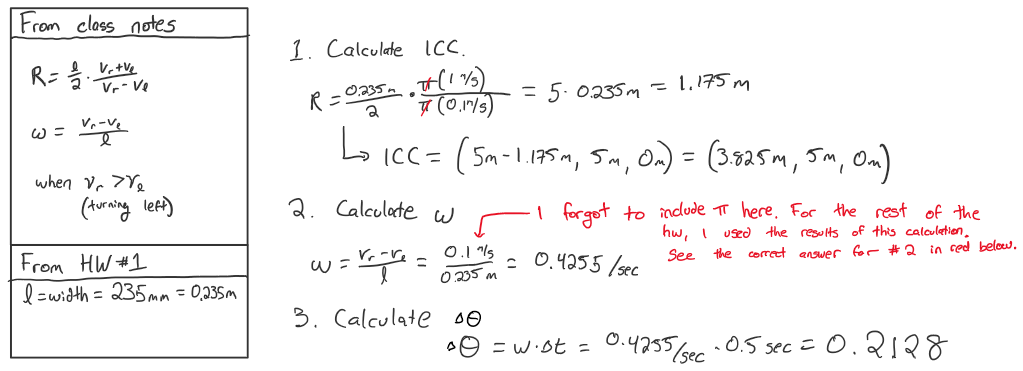 From class notes
R = l/2 · (vr+vl)/(vr-vl)
ω = (vr-vl)/l
when vr > vl
(turning left)
From HW#1
l = width = 235mm = 0.235m
1. Calculate ICC.
R = 0.235m/2 · π(1 m/s)/π(0.1 m/s) = 5 · 0.235m = 1.175m
↳ ICC = (5m-1.175m, 5m, 0m) = (3.825m, 5m, 0m)
2. Calculate ω
I forgot to include π here. For the rest of the
hw, I used the results of this calculation.
See the correct answer for #2 in red below.
ω = (vr-vl)/l = (0.1 m/s)/(0.235 m) = 0.4255/sec
3. Calculate ΔΘ
ΔΘ = ω·Δt = 0.4255/sec · 0.5 sec = 0.2128